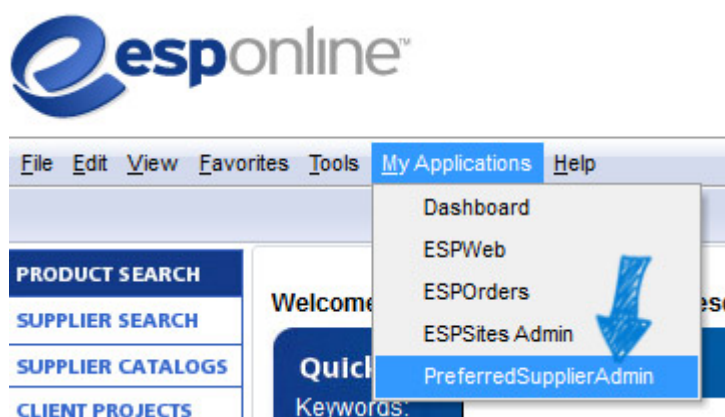 esponline™
File Edit View Favorites Tools My Applications Help
Dashboard
ESPWeb
ESPOrders
ESPSites Admin
PreferredSupplierAdmin
PRODUCT SEARCH
SUPPLIER SEARCH
SUPPLIER CATALOGS
CLIENT PROJECTS
Welcome
Quick
Keywords: